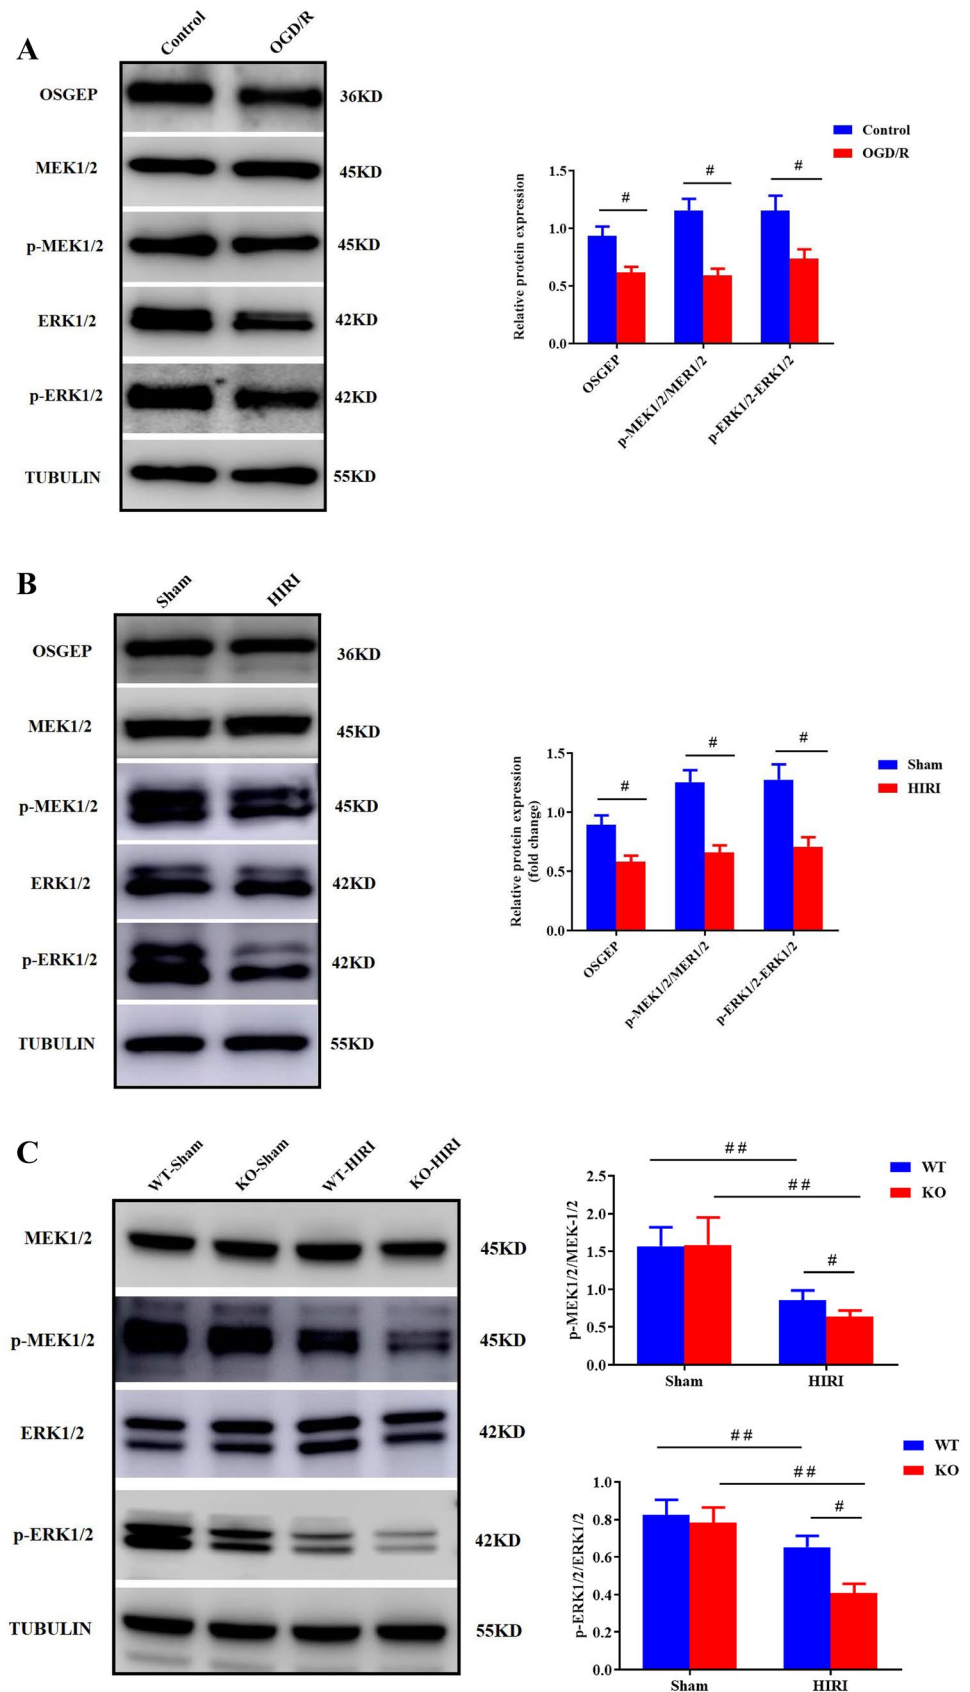 A
Control
OGD/R
OSGEP
36KD
MEK1/2
45KD
p-MEK1/2
45KD
ERK1/2
42KD
p-ERK1/2
42KD
TUBULIN
55KD
Control
OGD/R
Relative protein expression
1.5
1.0
0.5
0.0
#
#
#
OSGEP
p-MEK1/2/MER1/2
p-ERK1/2-ERK1/2
B
Sham
HIRI
OSGEP
36KD
MEK1/2
45KD
p-MEK1/2
45KD
ERK1/2
42KD
p-ERK1/2
42KD
TUBULIN
55KD
Sham
HIRI
Relative protein expression
(fold change)
1.5
1.0
0.5
0.0
#
#
#
OSGEP
p-MEK1/2/MER1/2
p-ERK1/2-ERK1/2
C
WT-Sham
KO-Sham
WT-HIRI
KO-HIRI
MEK1/2
45KD
p-MEK1/2
45KD
ERK1/2
42KD
p-ERK1/2
42KD
TUBULIN
55KD
WT
KO
p-MEK1/2/MEK-1/2
2.5
2.0
1.5
1.0
0.5
0.0
##
##
#
Sham
HIRI
WT
KO
p-ERK1/2/ERK1/2
1.0
0.8
0.6
0.4
0.2
0.0
##
##
#
Sham
HIRI